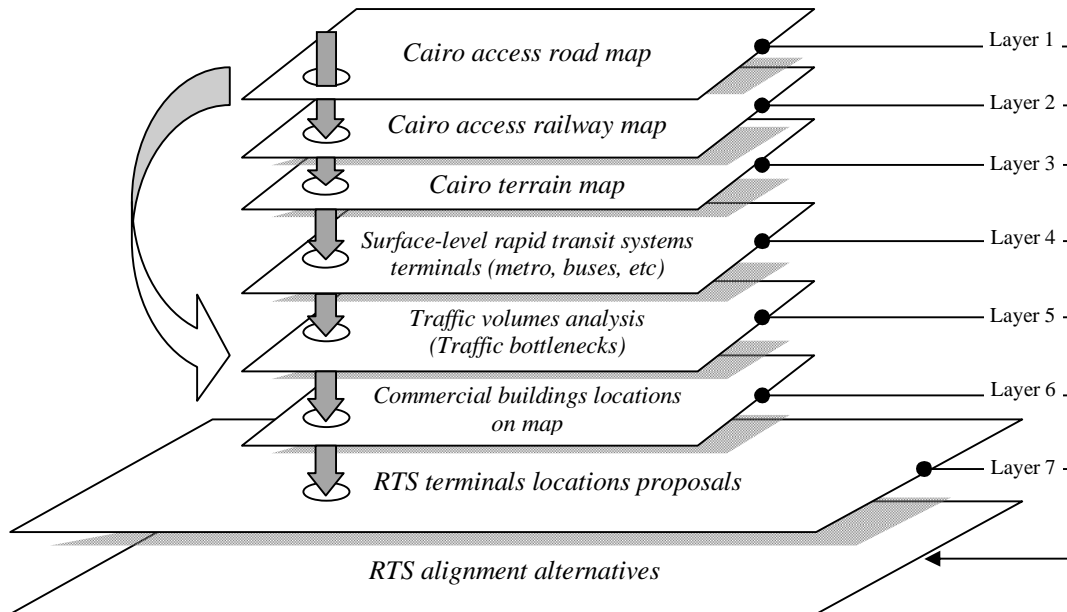 Cairo access road map
Layer 1
Cairo access railway map
Layer 2
Cairo terrain map
Layer 3
Surface-level rapid transit systems
terminals (metro, buses, etc)
Layer 4
Traffic volumes analysis
(Traffic bottlenecks)
Layer 5
Commercial buildings locations
on map
Layer 6
RTS terminals locations proposals
Layer 7
RTS alignment alternatives